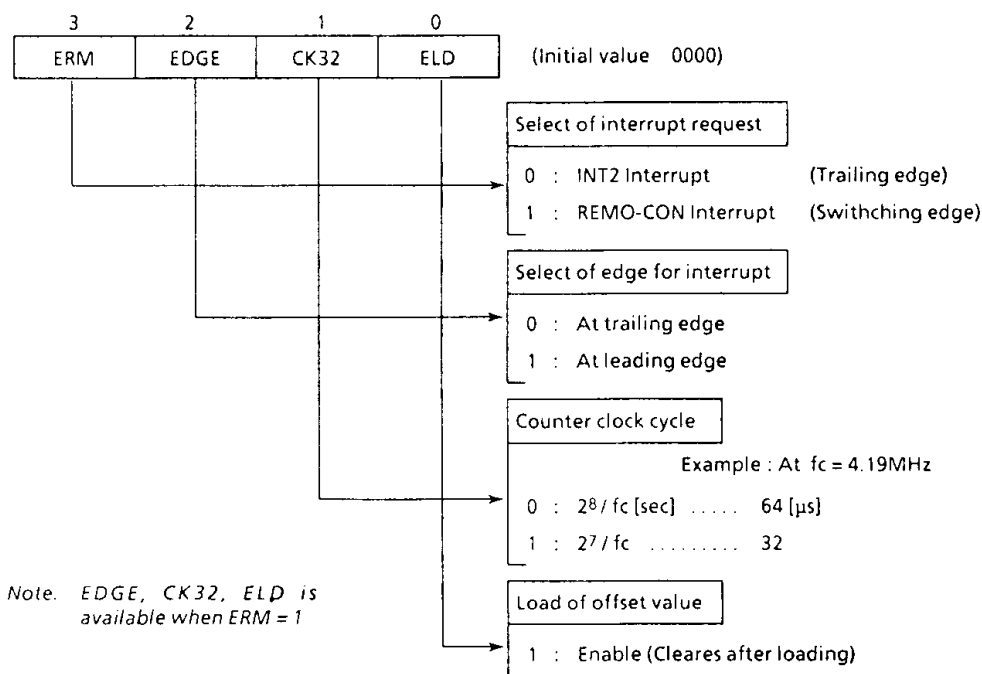 3 2 1 0
ERM EDGE CK32 ELD (Initial value 0000)
Select of interrupt request
0 : INT2 Interrupt (Trailing edge)
1 : REMO-CON Interrupt (Swithching edge)
Select of edge for interrupt
0 : At trailing edge
1 : At leading edge
Counter clock cycle
Example : At fc = 4.19MHz
0 : 2⁸/ fc [sec] ..... 64 [µs]
1 : 2⁷/ fc ......... 32
Note. EDGE, CK32, ELD is
available when ERM = 1
Load of offset value
1 : Enable (Cleares after loading)